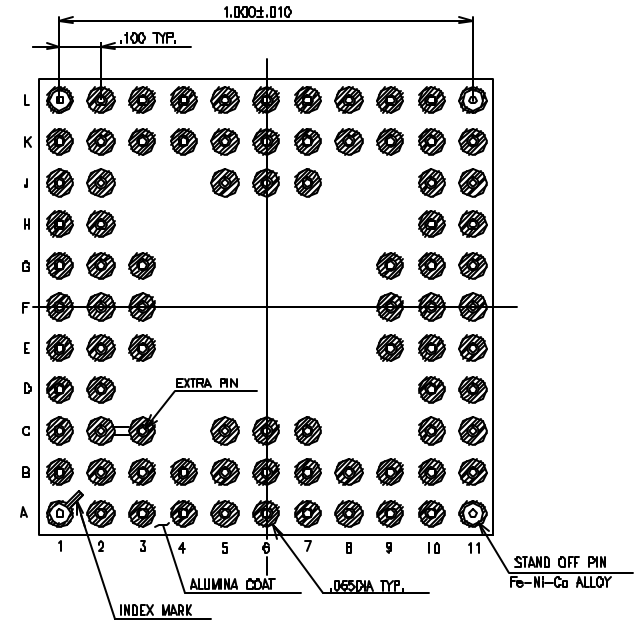 1.000±.010
.100 TYP.
L
K
J
H
G
F
E
D
EXTRA PIN
C
B
A
1 2 3 4 5 6 7 8 9 10 11
STAND OFF PIN
Fe-Ni-Co ALLOY
ALUMINA COAT
.065DIA TYP.
INDEX MARK